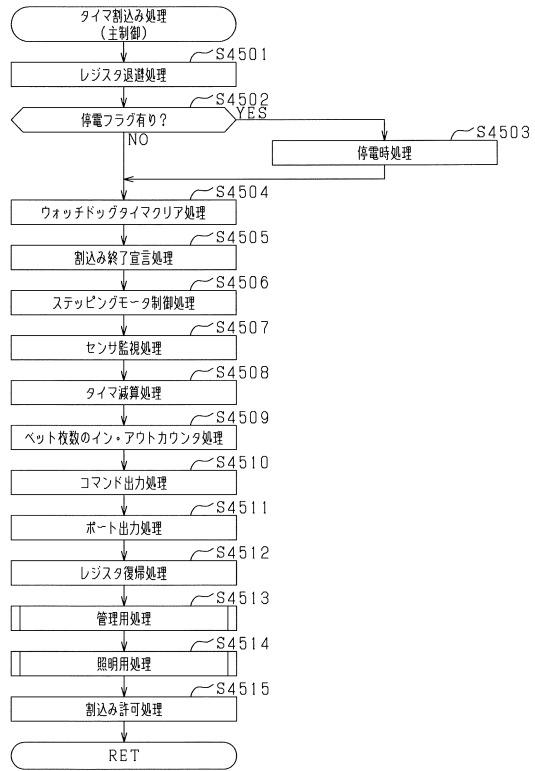 タイマ割込み処理
(主制御)
S4501
レジスタ退避処理
S4502
停電フラグ有り?
YES
NO
S4503
停電時処理
S4504
ウォッチドッグタイマクリア処理
S4505
割込み終了宣言処理
S4506
ステッピングモータ制御処理
S4507
センサ監視処理
S4508
タイマ減算処理
S4509
ベット枚数のイン・アウトカウンタ処理
S4510
コマンド出力処理
S4511
ポート出力処理
S4512
レジスタ復帰処理
S4513
管理用処理
S4514
照明用処理
S4515
割込み許可処理
RET